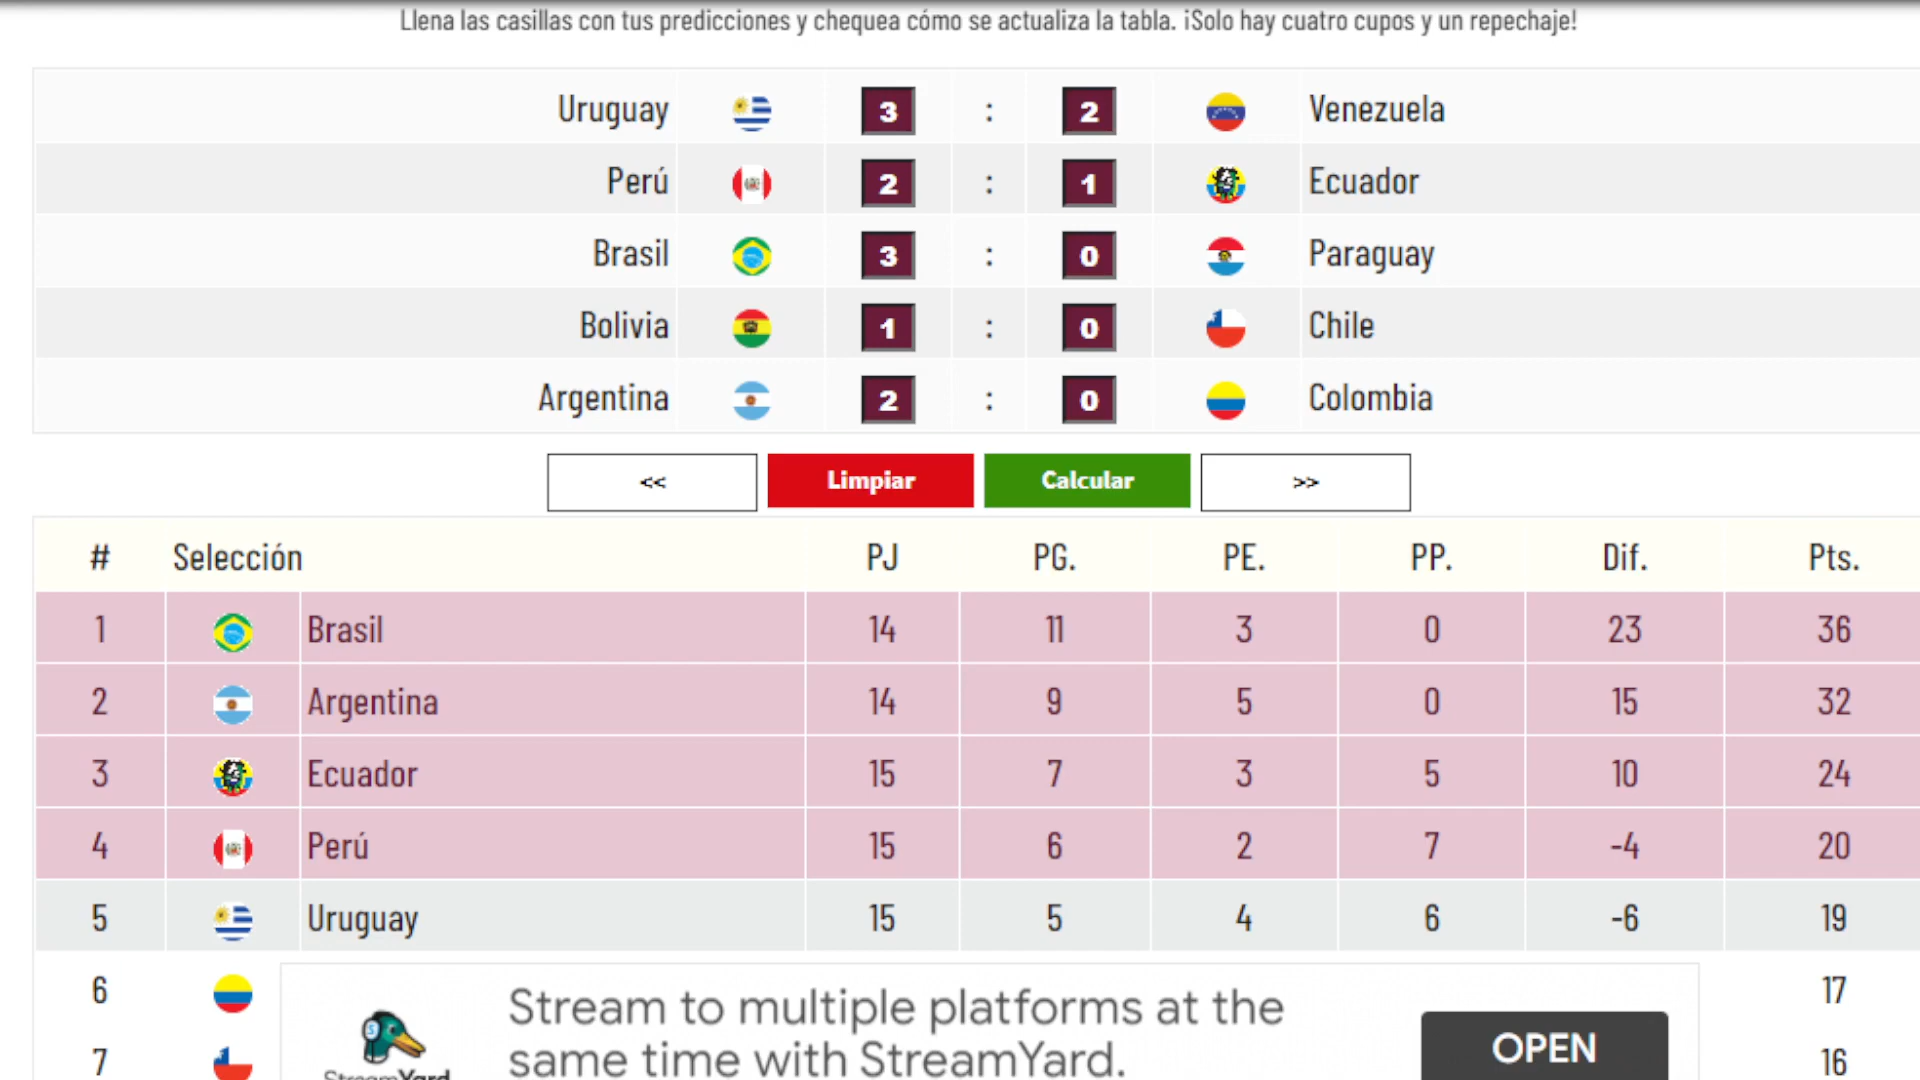 Llena las casillas con tus predicciones y chequea cómo se actualiza la tabla. ¡Solo hay cuatro cupos y un repechaje!
Uruguay 3 : 2 Venezuela
Perú 2 : 1 Ecuador
Brasil 3 : 0 Paraguay
Bolivia 1 : 0 Chile
Argentina 2 : 0 Colombia
<< Limpiar Calcular >>
# Selección PJ PG. PE. PP. Dif. Pts.
1 Brasil 14 11 3 0 23 36
2 Argentina 14 9 5 0 15 32
3 Ecuador 15 7 3 5 10 24
4 Perú 15 6 2 7 -4 20
5 Uruguay 15 5 4 6 -6 19
6 17
Stream to multiple platforms at the
same time with StreamYard.
OPEN
StreamYard
7 16